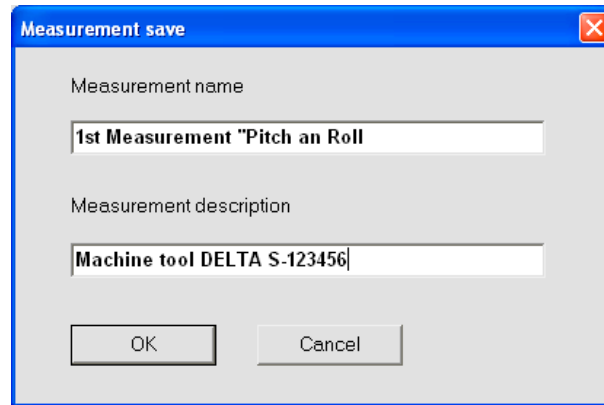 Measurement save
Measurement name
1st Measurement "Pitch an Roll
Measurement description
Machine tool DELTA S-123456
OK Cancel